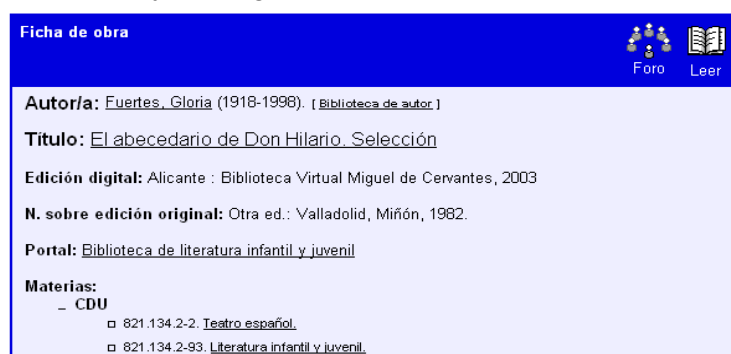 Ficha de obra
Foro
Leer
Autor/a: Fuertes, Gloria (1918-1998). [ Biblioteca de autor ]
Título: El abecedario de Don Hilario. Selección
Edición digital: Alicante : Biblioteca Virtual Miguel de Cervantes, 2003
N. sobre edición original: Otra ed.: Valladolid, Miñón, 1982.
Portal: Biblioteca de literatura infantil y juvenil
Materias:
_ CDU
821.134.2-2. Teatro español.
821.134.2-93. Literatura infantil y juvenil.